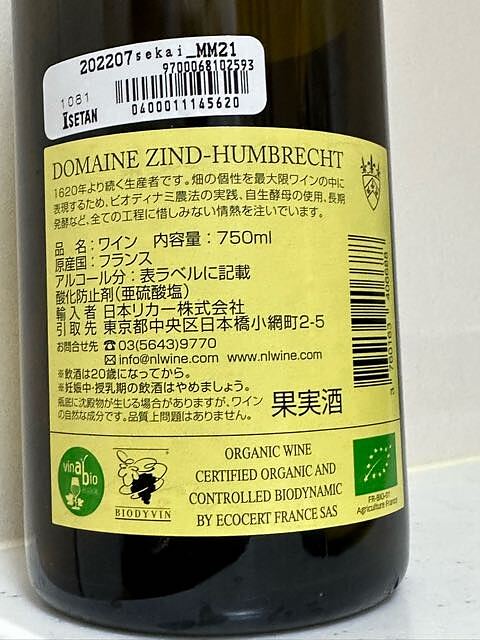 202207sekai_MM21
9700068102593
1081
ISETAN
0400011145620
DOMAINE ZIND-HUMBRECHT
1620年より続く生産者です。畑の個性を最大限ワインの中に
表現するため、ビオディナミ農法の実践、自生酵母の使用、長期
発酵など、全ての工程に惜しみない情熱を注いでいます。
品 名：ワイン 内容量：750ml
原産国：フランス
アルコール分：表ラベルに記載
酸化防止剤(亜硫酸塩)
輸入者 日本リカー株式会社
引取先 東京都中央区日本橋小網町2-5
お問合せ先 ☎03(5643)9770
✉info@nlwine.com www.nlwine.com
※飲酒は20歳になってから。
※妊娠中・授乳期の飲酒はやめましょう。
瓶底に沈殿物が生じる場合がありますが、ワイン
の自然な成分です。品質上問題はありません。
果実酒
vinabio
BIODYVIN
ORGANIC WINE
CERTIFIED ORGANIC AND
CONTROLLED BIODYNAMIC
BY ECOCERT FRANCE SAS
FR-BIO-01
Agriculture France